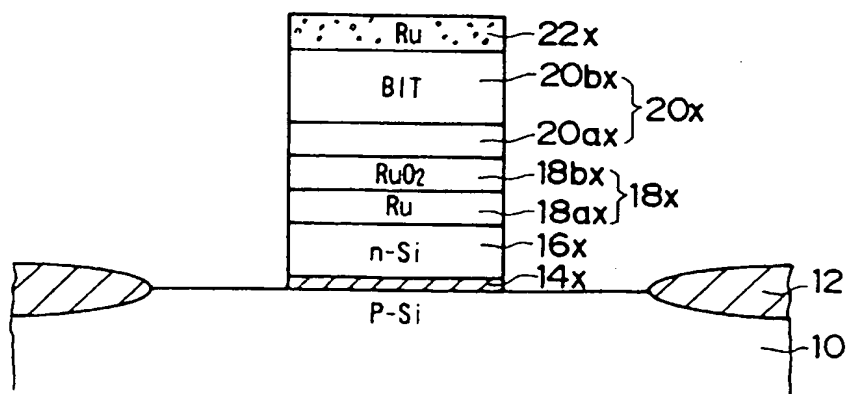 Ru 22x
BIT 20bx
20x
20ax
RuO₂ 18bx
18x
Ru 18ax
n-Si 16x
14x
12
P-Si
10